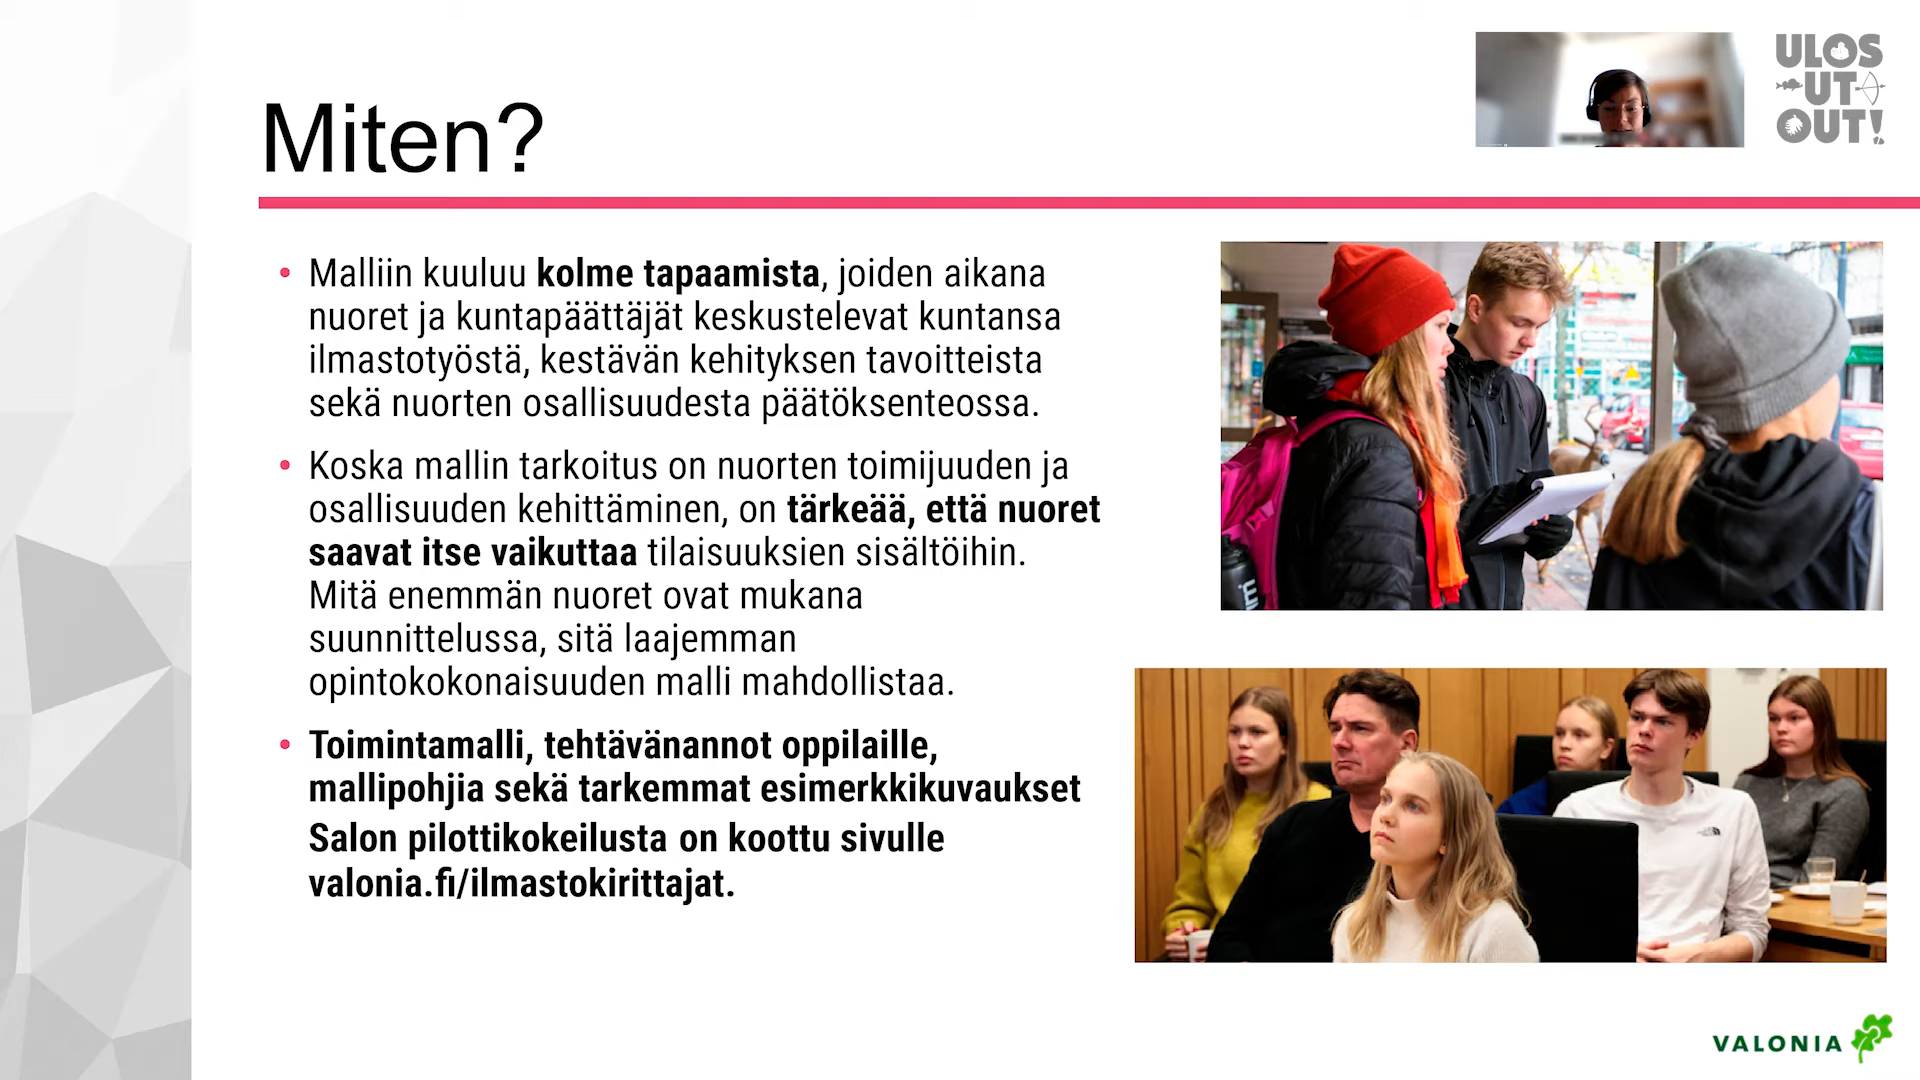 ULOS
UT
OUT!
Miten?
Malliin kuuluu kolme tapaamista, joiden aikana
nuoret ja kuntapäättäjät keskustelevat kuntansa
ilmastotyöstä, kestävän kehityksen tavoitteista
sekä nuorten osallisuudesta päätöksenteossa.
Koska mallin tarkoitus on nuorten toimijuuden ja
osallisuuden kehittäminen, on tärkeää, että nuoret
saavat itse vaikuttaa tilaisuuksien sisältöihin.
Mitä enemmän nuoret ovat mukana
suunnittelussa, sitä laajemman
opintokokonaisuuden malli mahdollistaa.
Toimintamalli, tehtävänannot oppilaille,
mallipohjia sekä tarkemmat esimerkkikuvaukset
Salon pilottikokeilusta on koottu sivulle
valonia.fi/ilmastokirittajat.
VALONIA